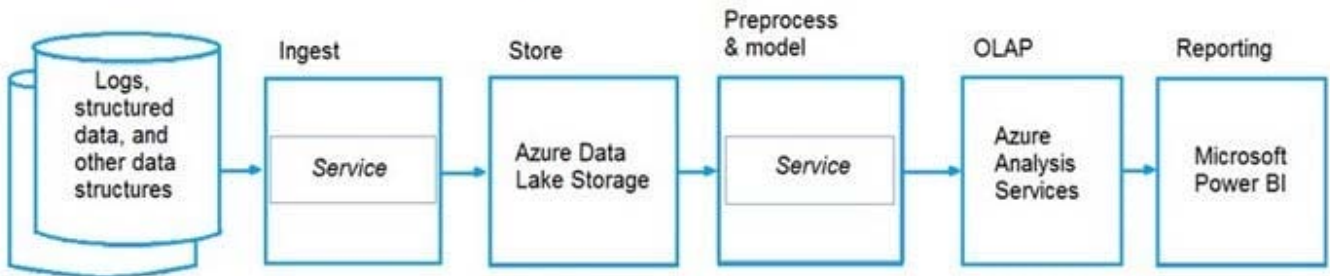 Logs,
structured
data, and
other data
structures
Ingest
Service
Store
Azure Data
Lake Storage
Preprocess
& model
Service
OLAP
Azure
Analysis
Services
Reporting
Microsoft
Power BI